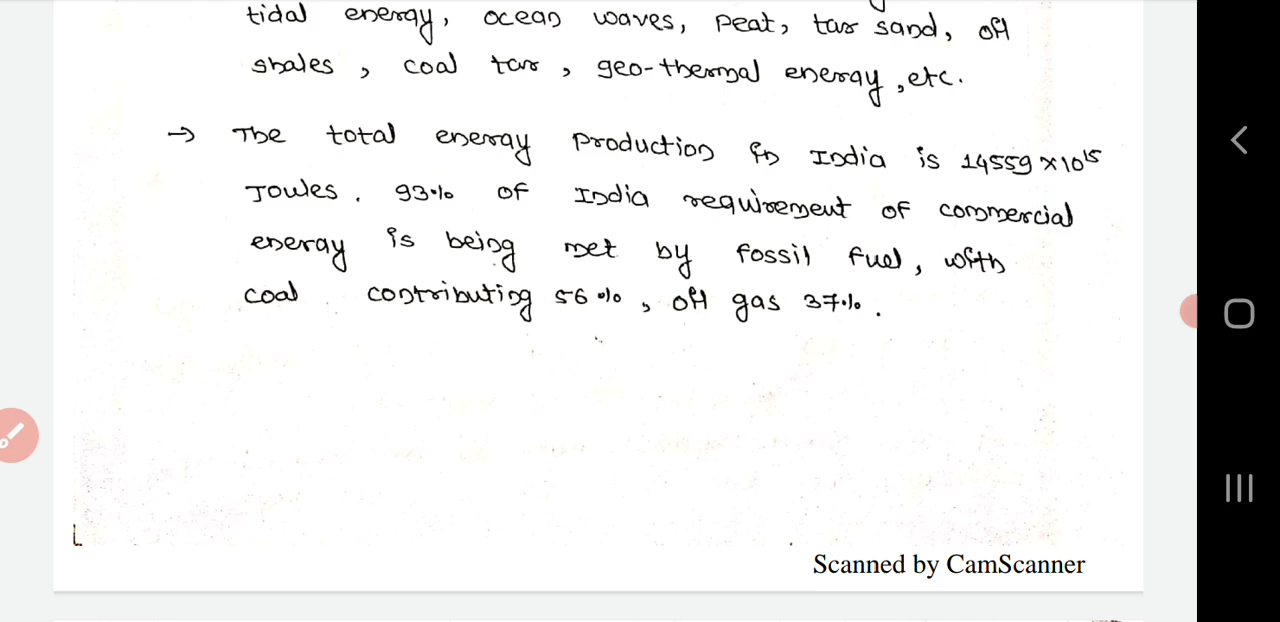 tidal energy, ocean waves, peat, tar sand, oil
shales, coal tar, geo-thermal energy, etc.
→ The total energy production in India is 14559 × 10¹⁵
Joules. 93% of India requirement of commercial
energy is being met by fossil fuel, with
coal contributing 56%, oil gas 37%.
Scanned by CamScanner